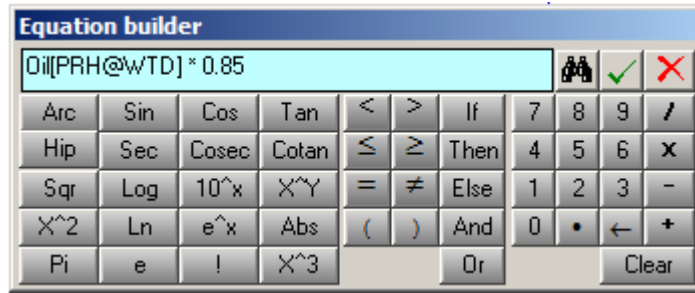 Equation builder
Oil[PRH@WTD] * 0.85
Arc Sin Cos Tan < > If 7 8 9 /
Hip Sec Cosec Cotan ≤ ≥ Then 4 5 6 x
Sqr Log 10^x X^Y = ≠ Else 1 2 3 -
X^2 Ln e^x Abs ( ) And 0 • ← +
Pi e ! X^3 Or Clear